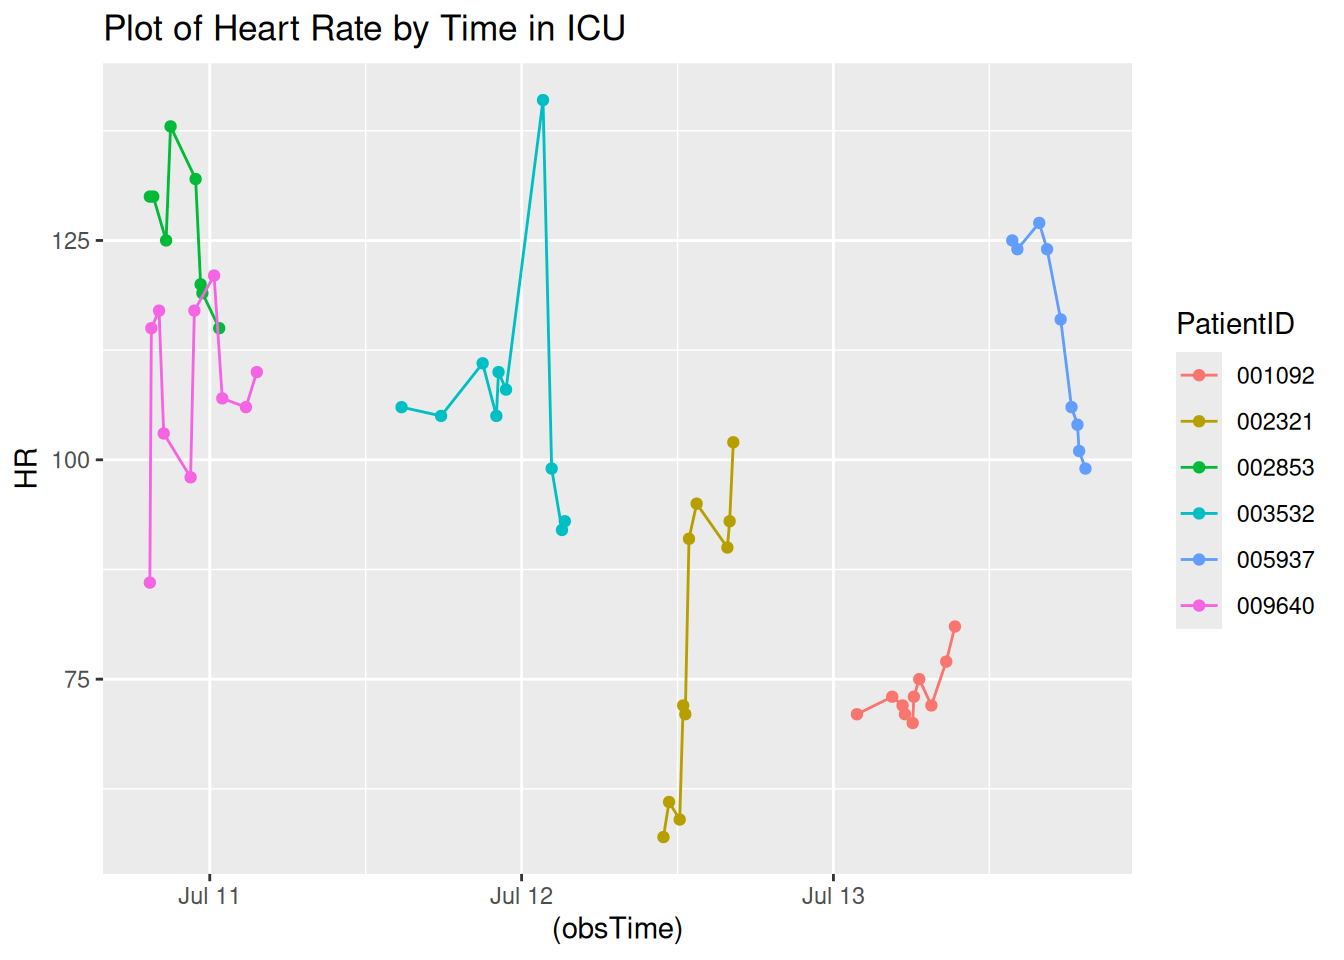 Plot of Heart Rate by Time in ICU
HR
125
100
75
Jul 11
Jul 12
Jul 13
(obsTime)
PatientID
001092
002321
002853
003532
005937
009640